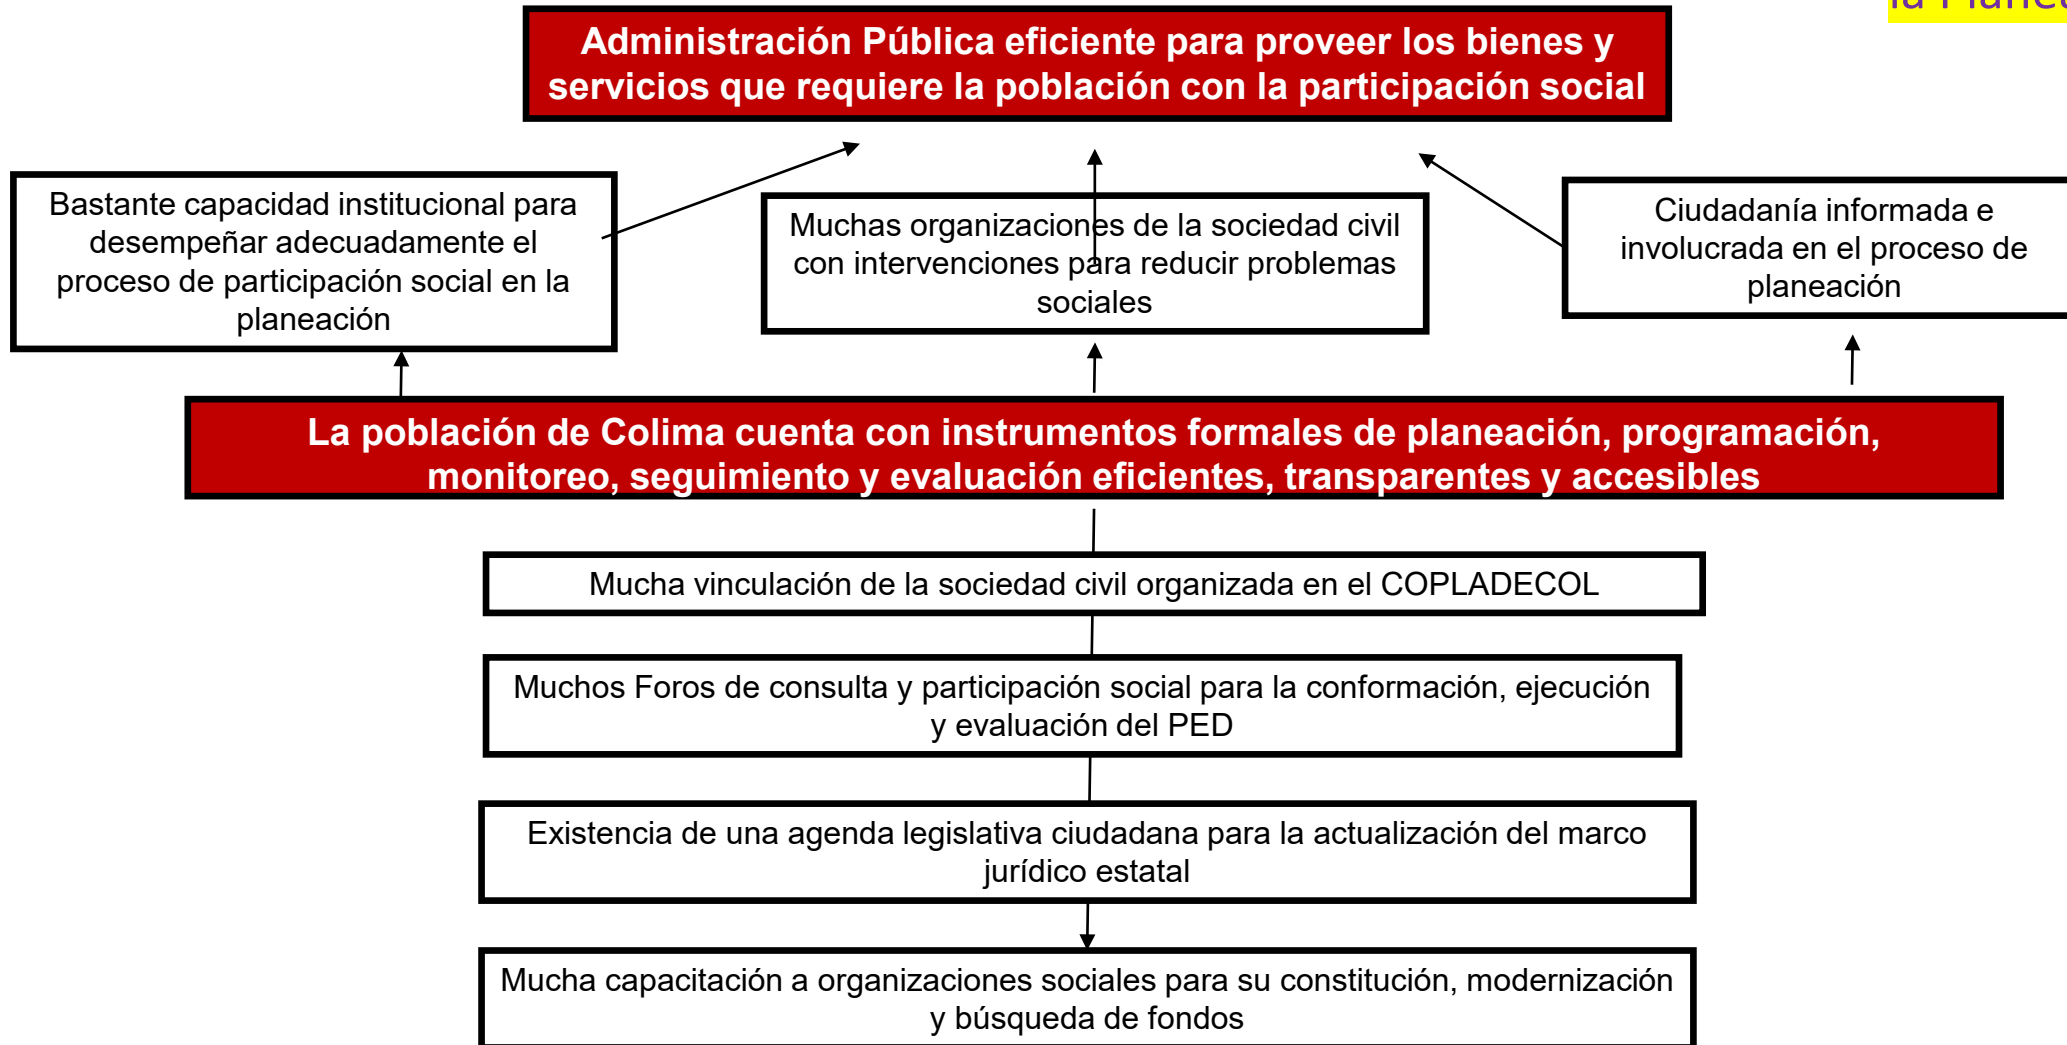 la Planea
Administración Pública eficiente para proveer los bienes y
servicios que requiere la población con la participación social
Bastante capacidad institucional para
desempeñar adecuadamente el
proceso de participación social en la
planeación
Muchas organizaciones de la sociedad civil
con intervenciones para reducir problemas
sociales
Ciudadanía informada e
involucrada en el proceso de
planeación
La población de Colima cuenta con instrumentos formales de planeación, programación,
monitoreo, seguimiento y evaluación eficientes, transparentes y accesibles
Mucha vinculación de la sociedad civil organizada en el COPLADECOL
Muchos Foros de consulta y participación social para la conformación, ejecución
y evaluación del PED
Existencia de una agenda legislativa ciudadana para la actualización del marco
jurídico estatal
Mucha capacitación a organizaciones sociales para su constitución, modernización
y búsqueda de fondos